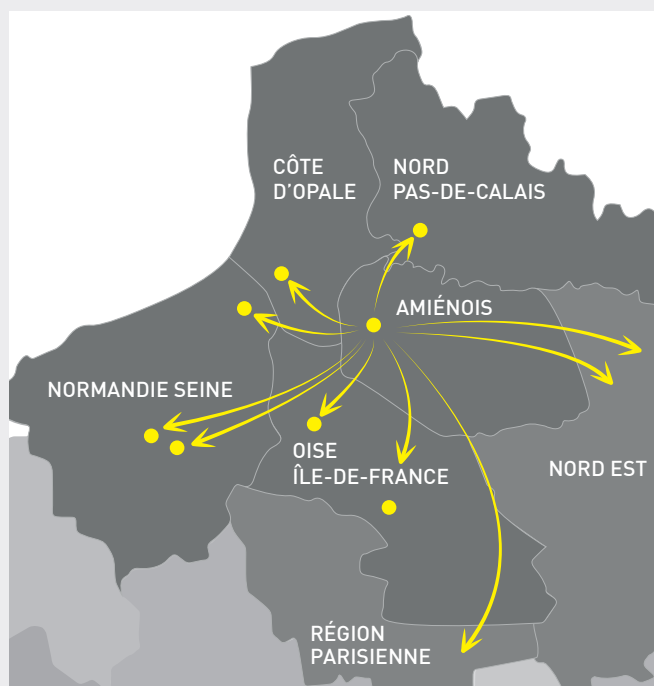 CÔTE
D'OPALE
NORD
PAS-DE-CALAIS
AMIÉNOIS
NORMANDIE SEINE
OISE
ÎLE-DE-FRANCE
NORD EST
RÉGION
PARISIENNE